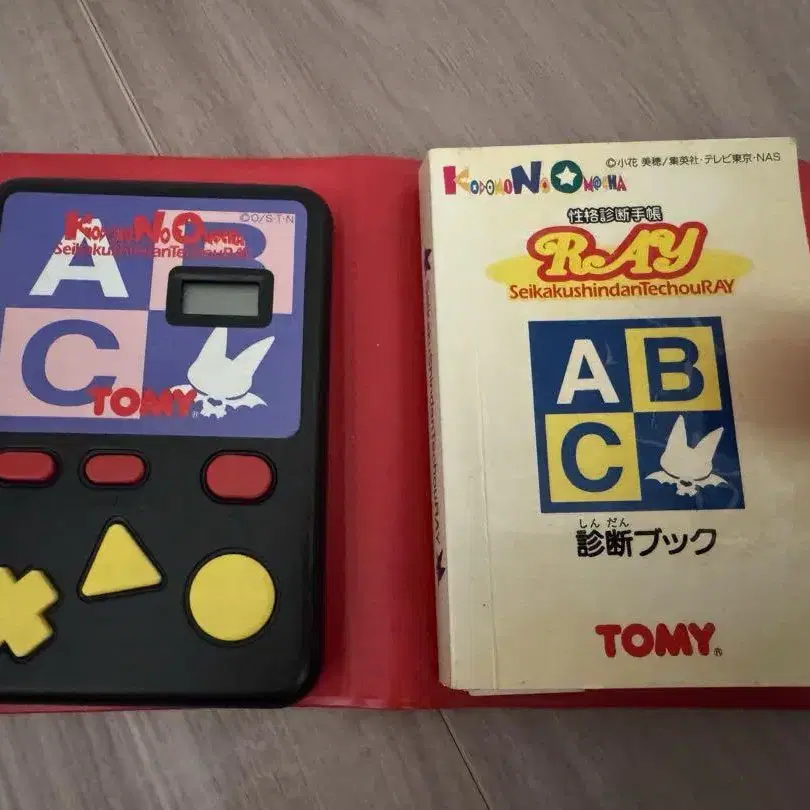 KODOMO NO OMOCHA
©O/S・T・N
SeikakushindanTechouRAY
A B
C
TOMY®
KODOMO NO OMOCHA
©小花 美穂/集英社・テレビ東京・NAS
性格診断手帳
RAY
SeikakushindanTechouRAY
A B
C
しん だん
診断ブック
TOMY®